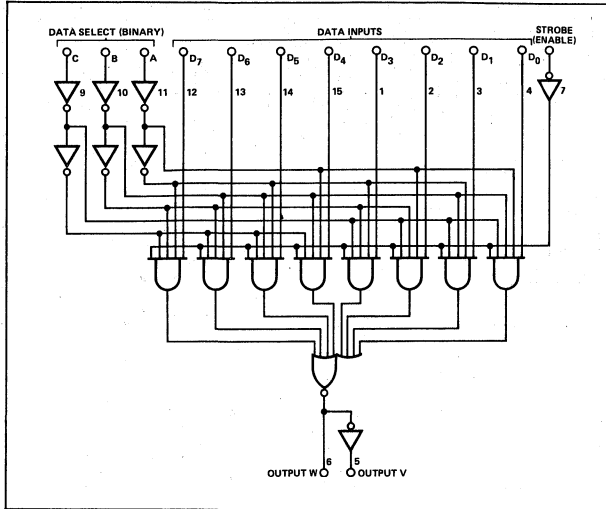 DATA SELECT (BINARY) DATA INPUTS STROBE
(ENABLE)
C B A D7 D6 D5 D4 D3 D2 D1 D0
9 10 11 12 13 14 15 1 2 3 4 7
6 5
OUTPUT W OUTPUT V